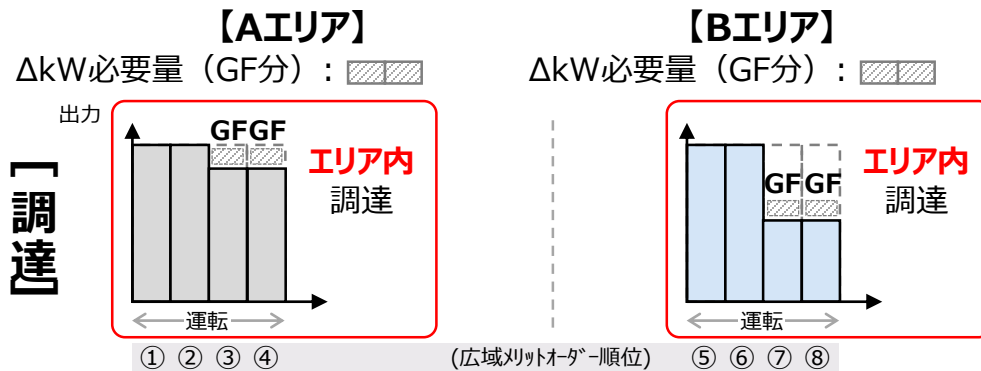 【Aエリア】
ΔkW必要量（GF分）：
出力
GF GF
エリア内
調達
運転
【Bエリア】
ΔkW必要量（GF分）：
GF GF
エリア内
調達
運転
【調達】
① ② ③ ④ (広域ﾒﾘｯﾄｵｰﾀﾞｰ順位) ⑤ ⑥ ⑦ ⑧